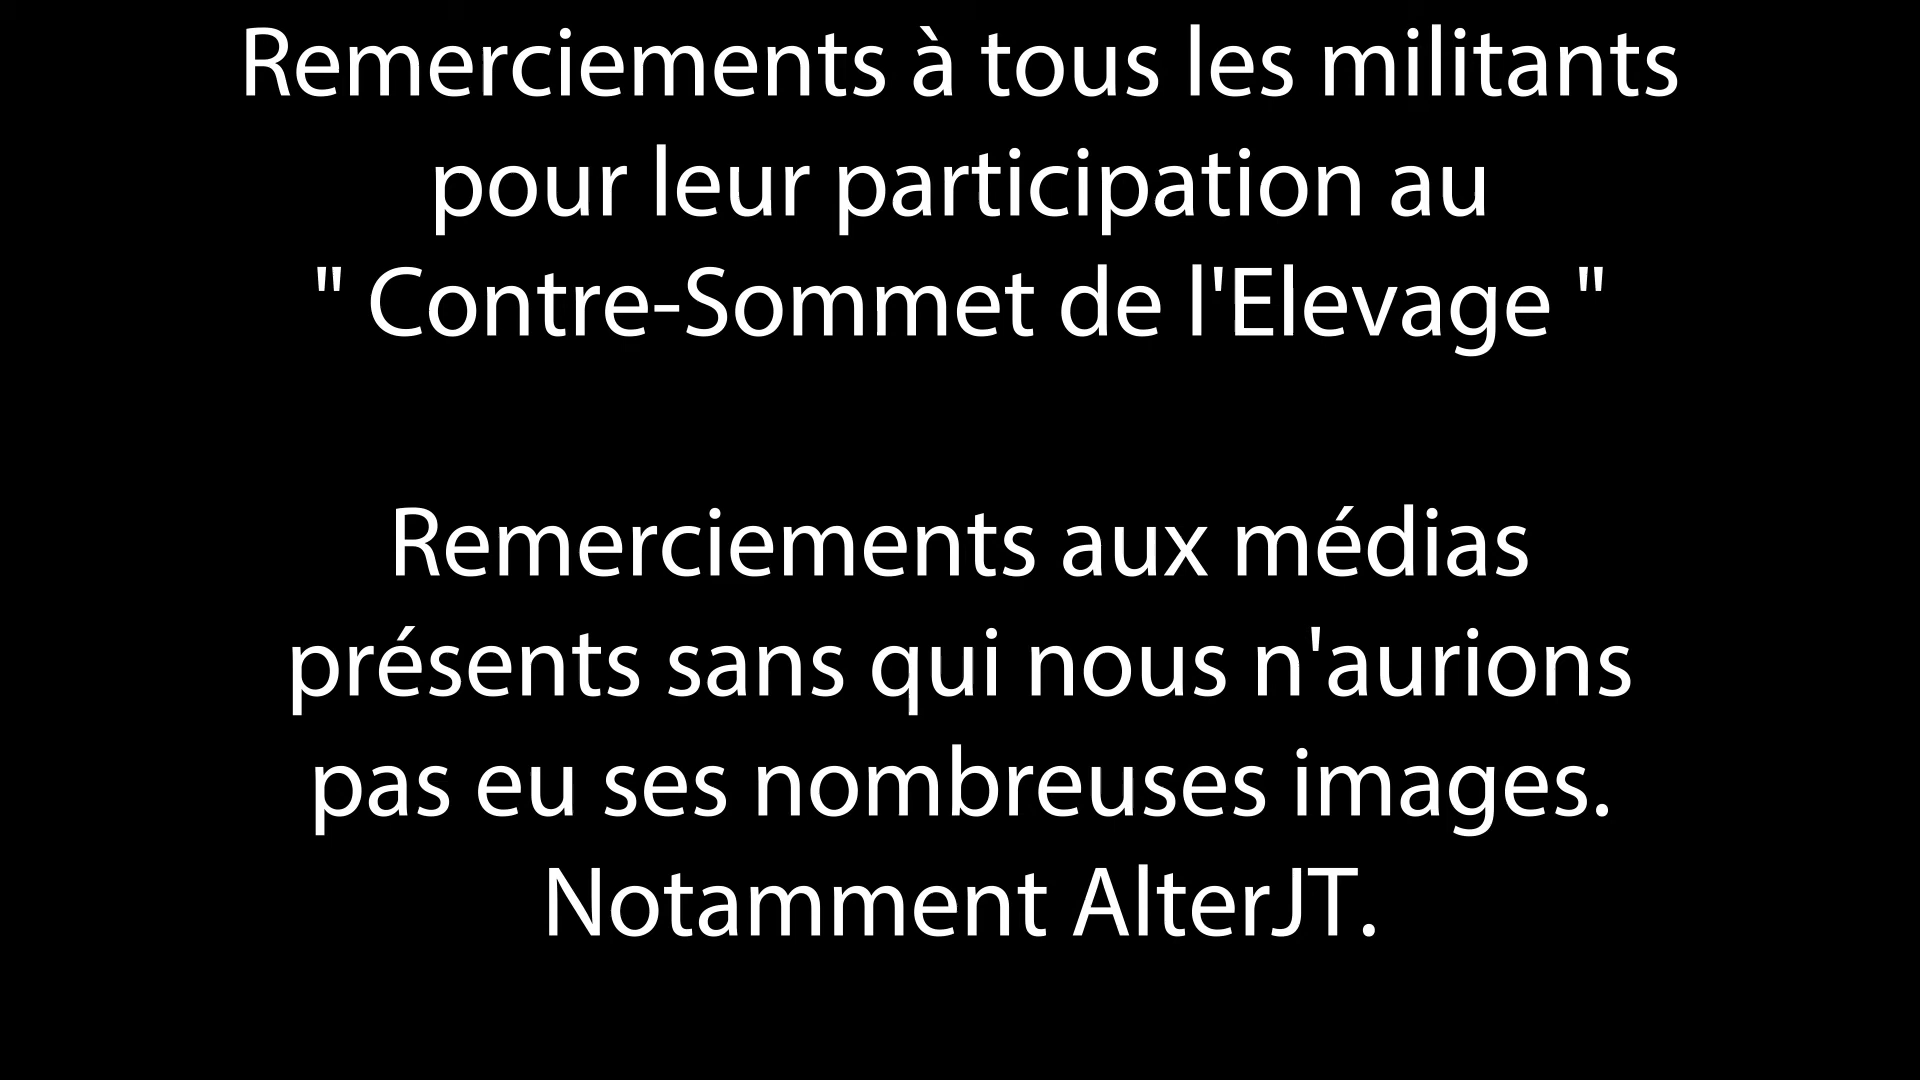 Remerciements à tous les militants
pour leur participation au
" Contre-Sommet de l'Elevage "
Remerciements aux médias
présents sans qui nous n'aurions
pas eu ses nombreuses images.
Notamment AlterJT.